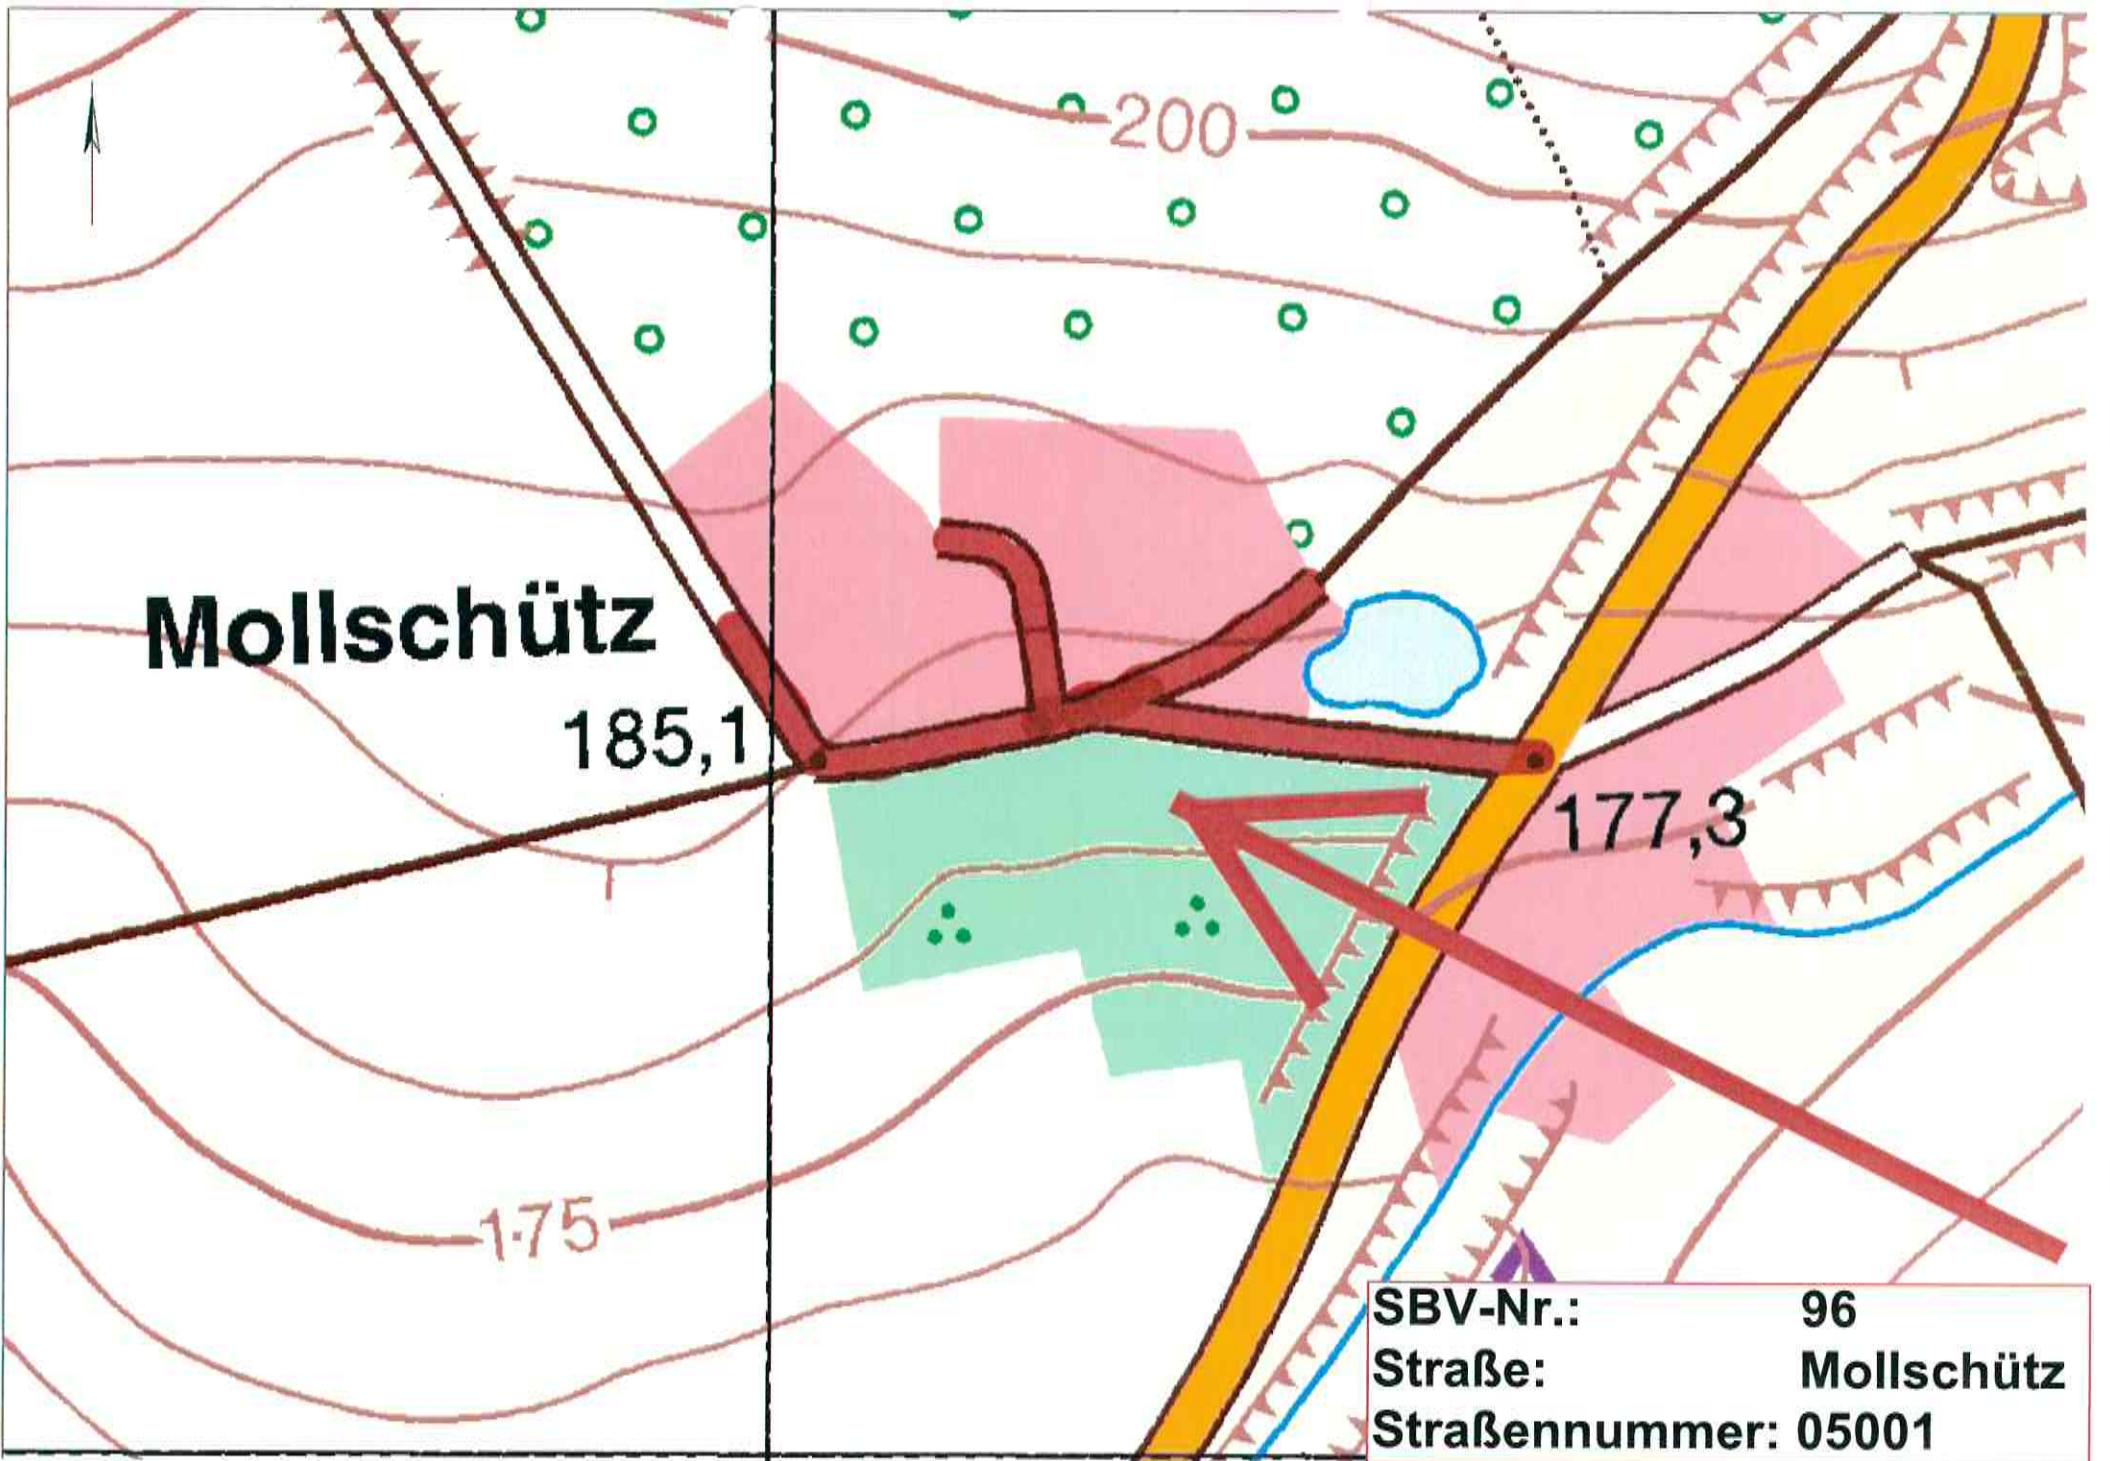 200
Mollschütz
185,1
177,3
175
SBV-Nr.: 96
Straße: Mollschütz
Straßennummer: 05001